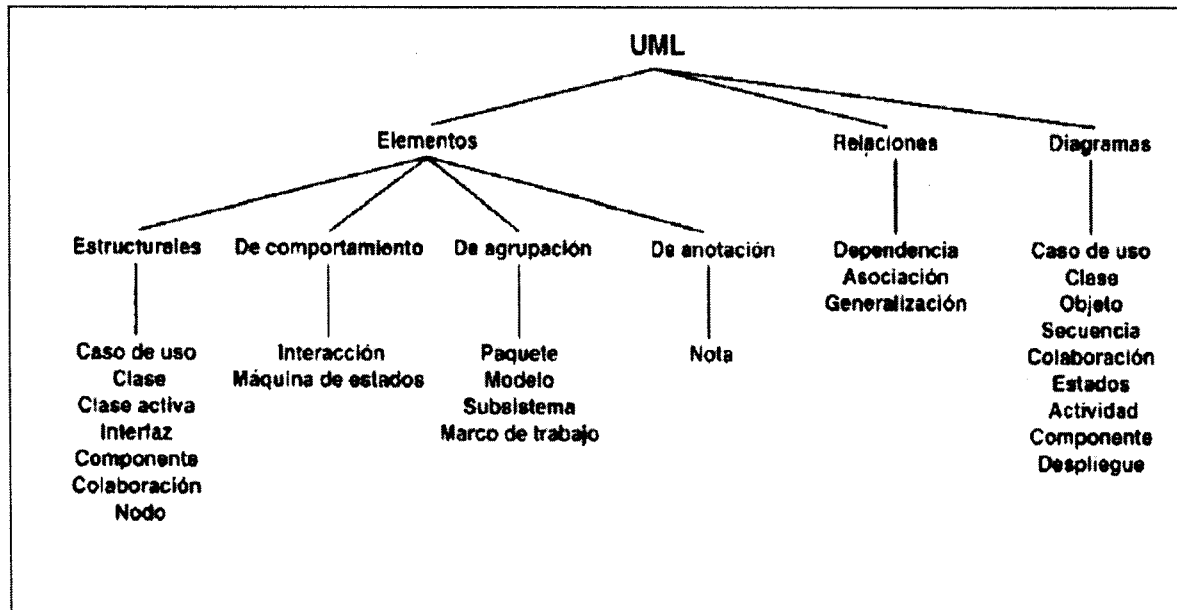 UML
Elementos
Relaciones
Diagramas
Estructurales
De comportamiento
De agrupación
De anotación
Dependencia
Asociación
Generalización
Caso de uso
Clase
Objeto
Secuencia
Colaboración
Estados
Actividad
Componente
Despliegue
Caso de uso
Clase
Clase activa
Interfaz
Componente
Colaboración
Nodo
Interacción
Máquina de estados
Paquete
Modelo
Subsistema
Marco de trabajo
Nota